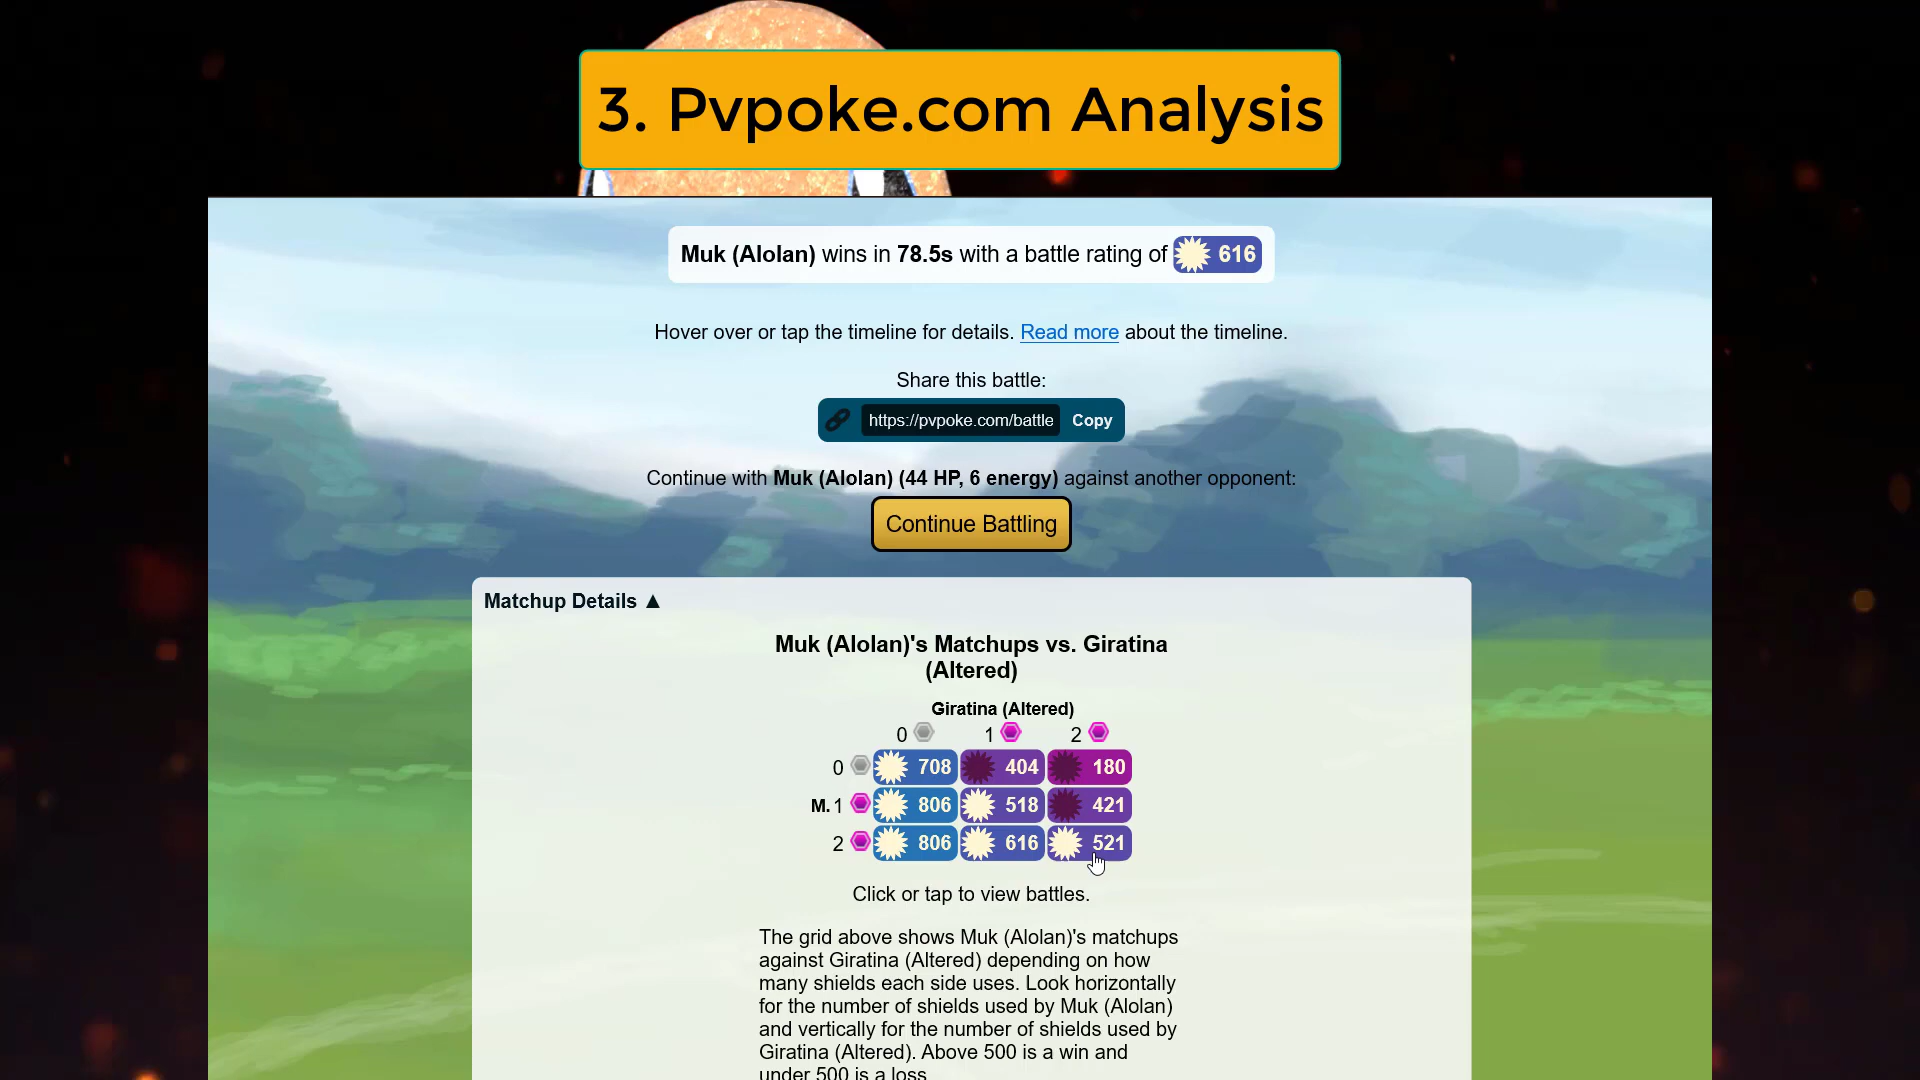 3. Pvpoke.com Analysis
Muk (Alolan) wins in 78.5s with a battle rating of 616
Hover over or tap the timeline for details. Read more about the timeline.
Share this battle:
https://pvpoke.com/battle Copy
Continue with Muk (Alolan) (44 HP, 6 energy) against another opponent:
Continue Battling
Matchup Details ▲
Muk (Alolan)'s Matchups vs. Giratina
(Altered)
Giratina (Altered)
0 1 2
0 708 404 180
M. 1 806 518 421
2 806 616 521
Click or tap to view battles.
The grid above shows Muk (Alolan)'s matchups
against Giratina (Altered) depending on how
many shields each side uses. Look horizontally
for the number of shields used by Muk (Alolan)
and vertically for the number of shields used by
Giratina (Altered). Above 500 is a win and
under 500 is a loss.